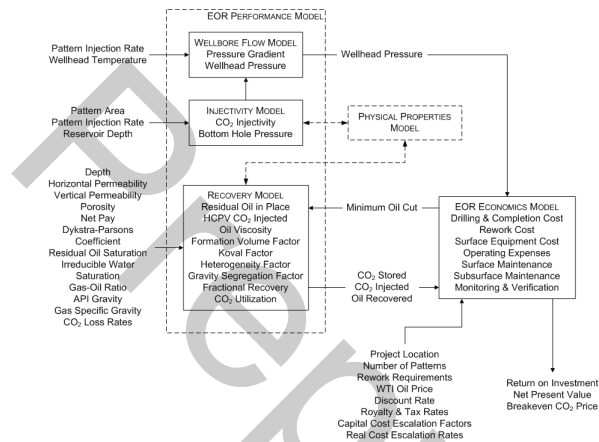 EOR PERFORMANCE MODEL
Pattern Injection Rate
Wellhead Temperature
WELLBORE FLOW MODEL
Pressure Gradient
Wellhead Pressure
Wellhead Pressure
Pattern Area
Pattern Injection Rate
Reservoir Depth
INJECTIVITY MODEL
CO2 Injectivity
Bottom Hole Pressure
PHYSICAL PROPERTIES
MODEL
Depth
Horizontal Permeability
Vertical Permeability
Porosity
Net Pay
Dykstra-Parsons
Coefficient
Residual Oil Saturation
Irreducible Water
Saturation
Gas-Oil Ratio
API Gravity
Gas Specific Gravity
CO2 Loss Rates
RECOVERY MODEL
Residual Oil in Place
HCPV CO2 Injected
Oil Viscosity
Formation Volume Factor
Koval Factor
Heterogeneity Factor
Gravity Segregation Factor
Fractional Recovery
CO2 Utilization
Minimum Oil Cut
CO2 Stored
CO2 Injected
Oil Recovered
EOR ECONOMICS MODEL
Drilling & Completion Cost
Rework Cost
Surface Equipment Cost
Operating Expenses
Surface Maintenance
Subsurface Maintenance
Monitoring & Verification
Project Location
Number of Patterns
Rework Requirements
WTI Oil Price
Discount Rate
Royalty & Tax Rates
Capital Cost Escalation Factors
Real Cost Escalation Rates
Return on Investment
Net Present Value
Breakeven CO2 Price
Prep